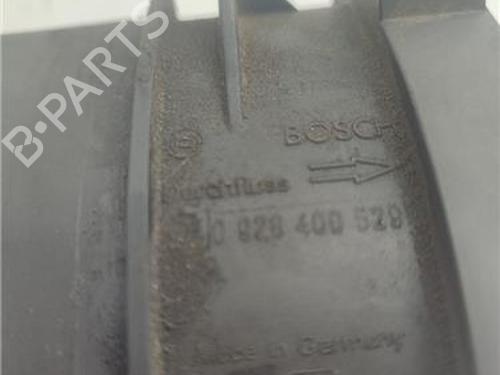 B-PARTS
BOSCH
Durchfluss
0 928 400 529
Made in Germany